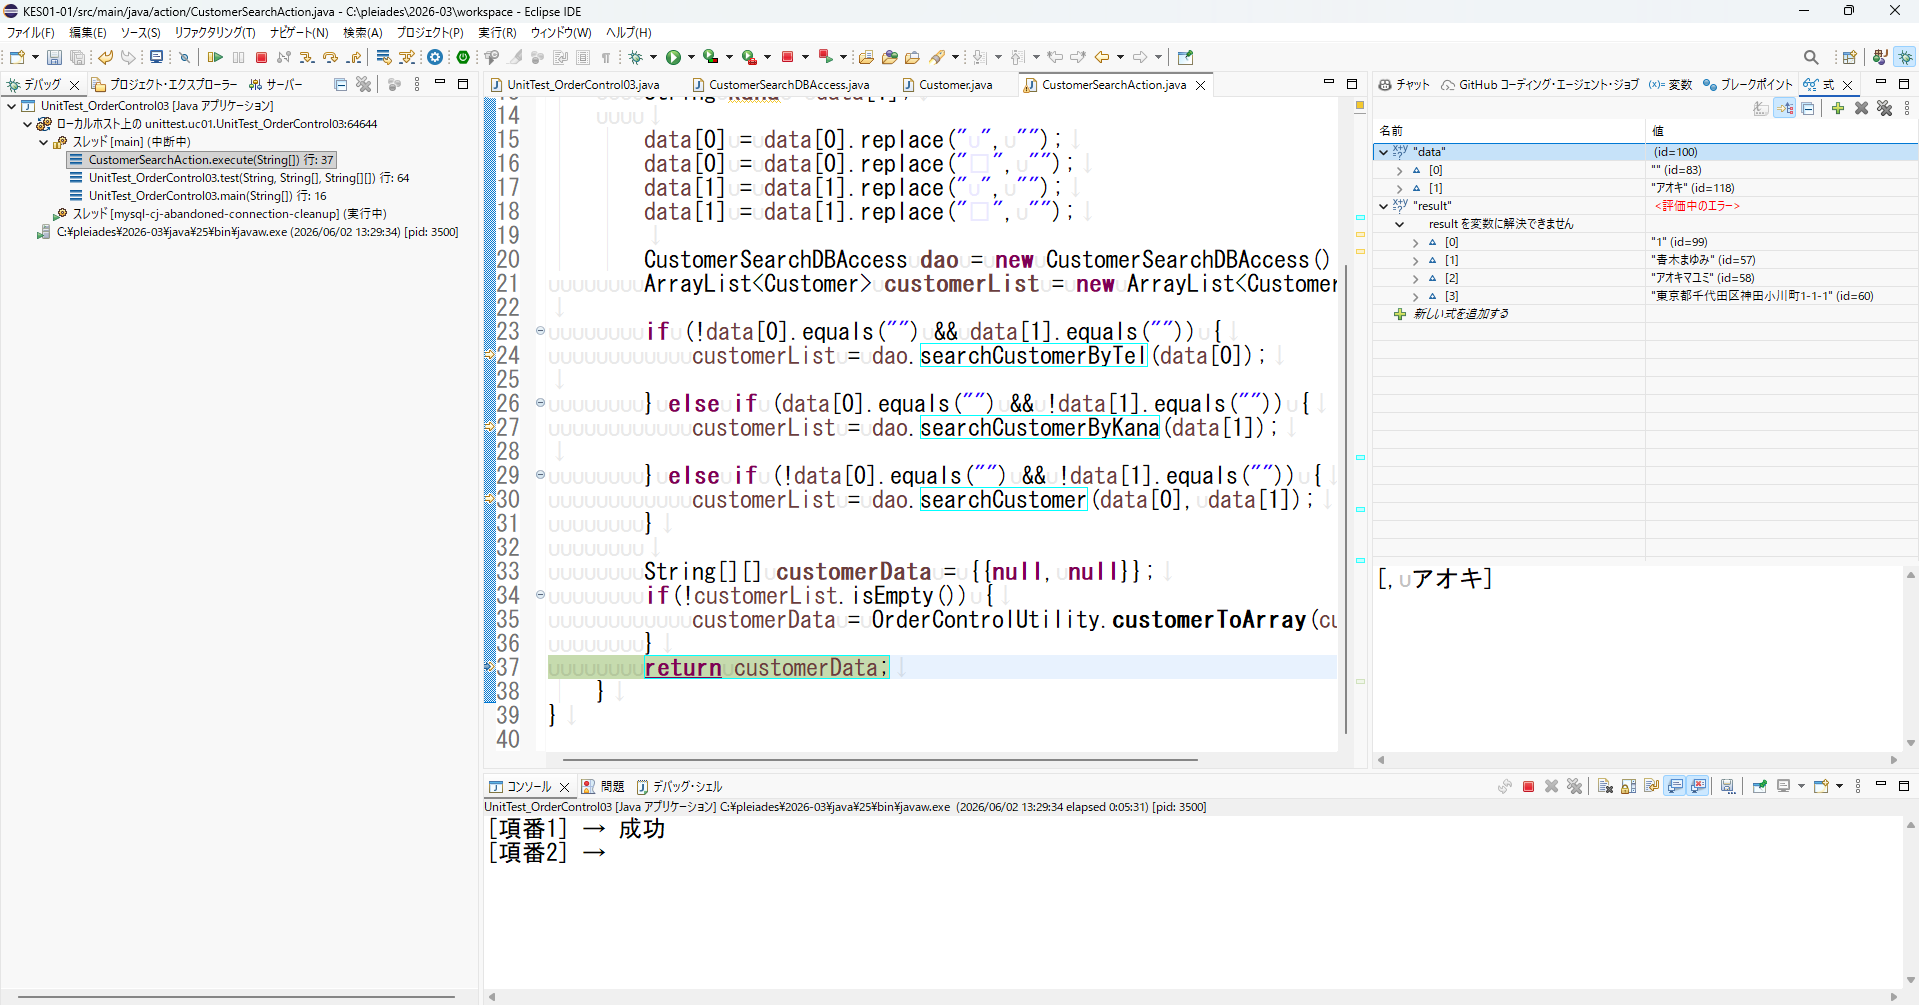 KES01-01/src/main/java/action/CustomerSearchAction.java - C:\pleiades\2026-03\workspace - Eclipse IDE
ファイル(F) 編集(E) ソース(S) リファクタリング(T) ナビゲート(N) 検索(A) プロジェクト(P) 実行(R) ウィンドウ(W) ヘルプ(H)
デバッグ プロジェクト・エクスプローラー サーバー
UnitTest_OrderControl03 [Java アプリケーション]
ローカルホスト上の unittest.uc01.UnitTest_OrderControl03:64644
スレッド [main] (中断中)
CustomerSearchAction.execute(String[]) 行: 37
UnitTest_OrderControl03.test(String, String[], String[][]) 行: 64
UnitTest_OrderControl03.main(String[]) 行: 16
スレッド [mysql-cj-abandoned-connection-cleanup] (実行中)
C:¥pleiades¥2026-03¥java¥25¥bin¥javaw.exe (2026/06/02 13:29:34) [pid: 3500]
UnitTest_OrderControl03.java CustomerSearchDBAccess.java Customer.java CustomerSearchAction.java
14
15 data[0] = data[0].replace(" ", "");
16 data[0] = data[0].replace("□", "");
17 data[1] = data[1].replace(" ", "");
18 data[1] = data[1].replace("□", "");
19
20 CustomerSearchDBAccess dao = new CustomerSearchDBAccess()
21 ArrayList<Customer> customerList = new ArrayList<Customer
22
23 if (!data[0].equals("") && data[1].equals("")) {
24 customerList = dao.searchCustomerByTel(data[0]);
25
26 } else if (data[0].equals("") && !data[1].equals("")) {
27 customerList = dao.searchCustomerByKana(data[1]);
28
29 } else if (!data[0].equals("") && !data[1].equals("")) {
30 customerList = dao.searchCustomer(data[0], data[1]);
31 }
32
33 String[][] customerData = {{null, null}};
34 if(!customerList.isEmpty()) {
35 customerData = OrderControlUtility.customerToArray(cu
36 }
37 return customerData;
38 }
39 }
40
チャット GitHub コーディング・エージェント・ジョブ (x)= 変数 ブレークポイント 式
名前 値
"data" (id=100)
[0] "" (id=83)
[1] "アオキ" (id=118)
"result" <評価中のエラー>
result を変数に解決できません
[0] "1" (id=99)
[1] "青木まゆみ" (id=57)
[2] "アオキマユミ" (id=58)
[3] "東京都千代田区神田小川町1-1-1" (id=60)
新しい式を追加する
[, アオキ]
コンソール 問題 デバッグ・シェル
UnitTest_OrderControl03 [Java アプリケーション] C:¥pleiades¥2026-03¥java¥25¥bin¥javaw.exe (2026/06/02 13:29:34 elapsed 0:05:31) [pid: 3500]
[項番1] → 成功
[項番2] →